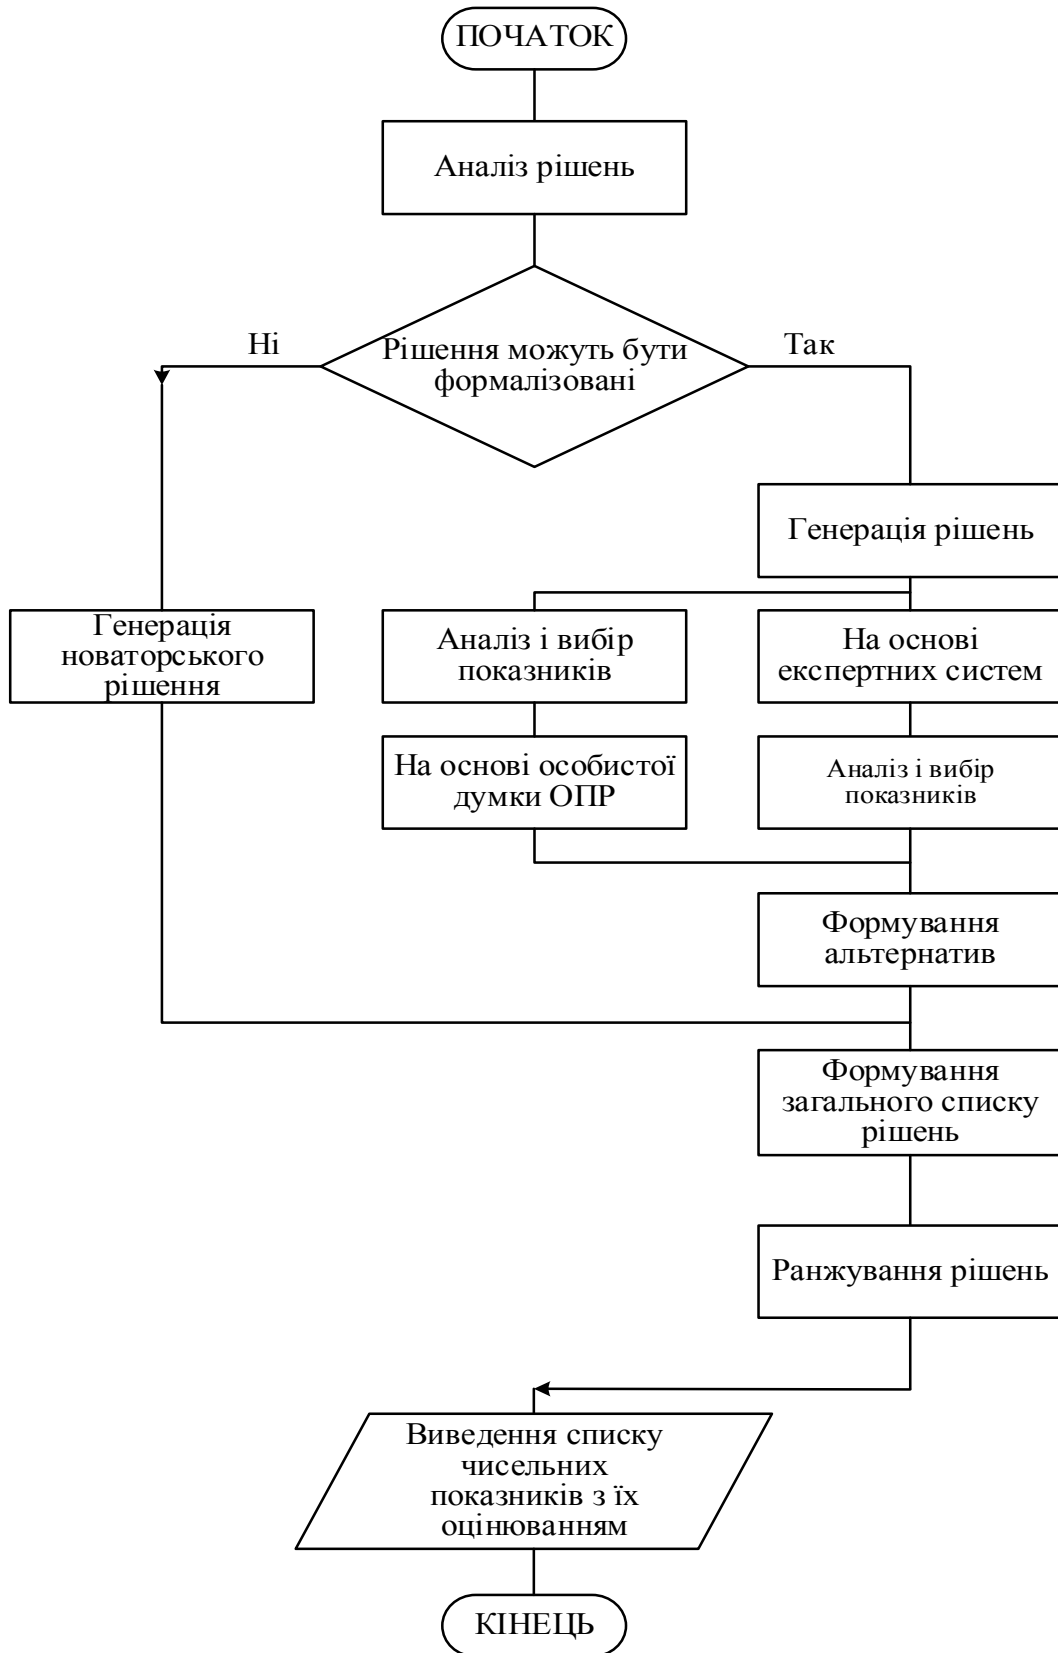 ПОЧАТОК
Аналіз рішень
Ні
Рішення можуть бути
формалізовані
Так
Генерація рішень
Генерація
новаторського
рішення
Аналіз і вибір
показників
На основі
експертних систем
На основі особистої
думки ОПР
Аналіз і вибір
показників
Формування
альтернатив
Формування
загального списку
рішень
Ранжування рішень
Виведення списку
чисельних
показників з їх
оцінюванням
КІНЕЦЬ